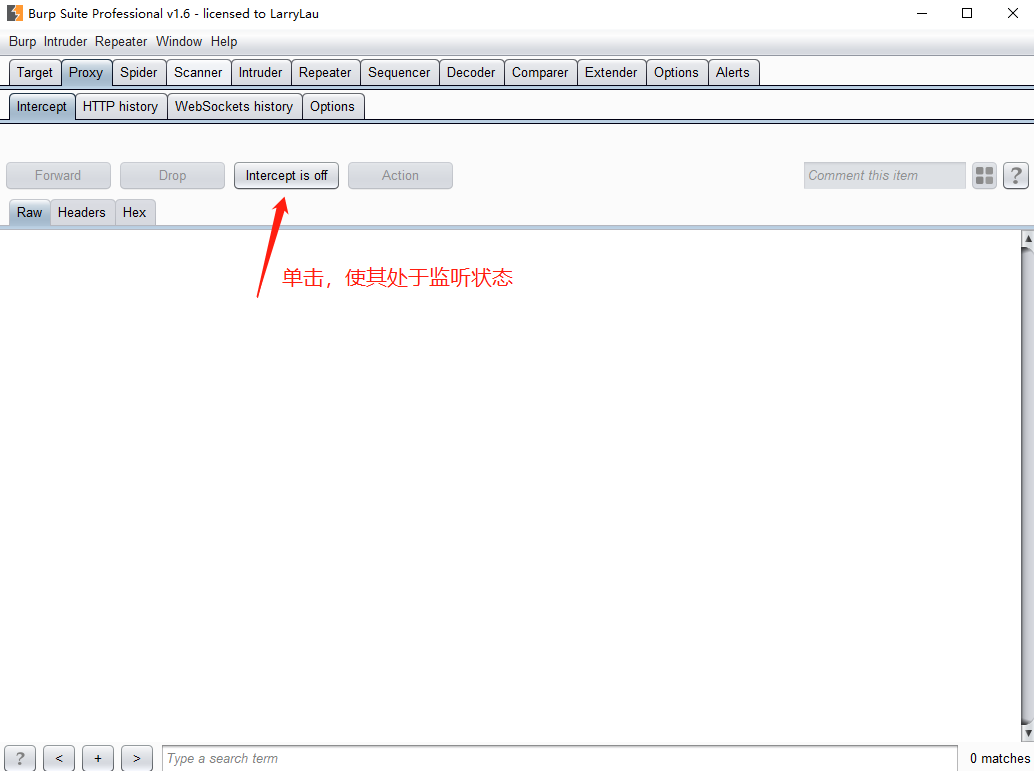 Burp Suite Professional v1.6 - licensed to LarryLau
Burp Intruder Repeater Window Help
Target Proxy Spider Scanner Intruder Repeater Sequencer Decoder Comparer Extender Options Alerts
Intercept HTTP history WebSockets history Options
Forward Drop Intercept is off Action Comment this item ?
Raw Headers Hex
单击，使其处于监听状态
? < + > Type a search term 0 matches